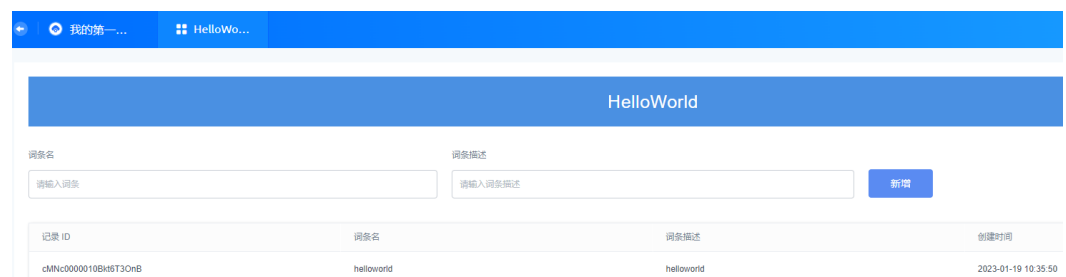 我的第一... HelloWo...
HelloWorld
词条名 词条描述
请输入词条 请输入词条描述 新增
记录 ID 词条名 词条描述 创建时间
cMNc0000010Bkt6T3OnB helloworld helloworld 2023-01-19 10:35:50